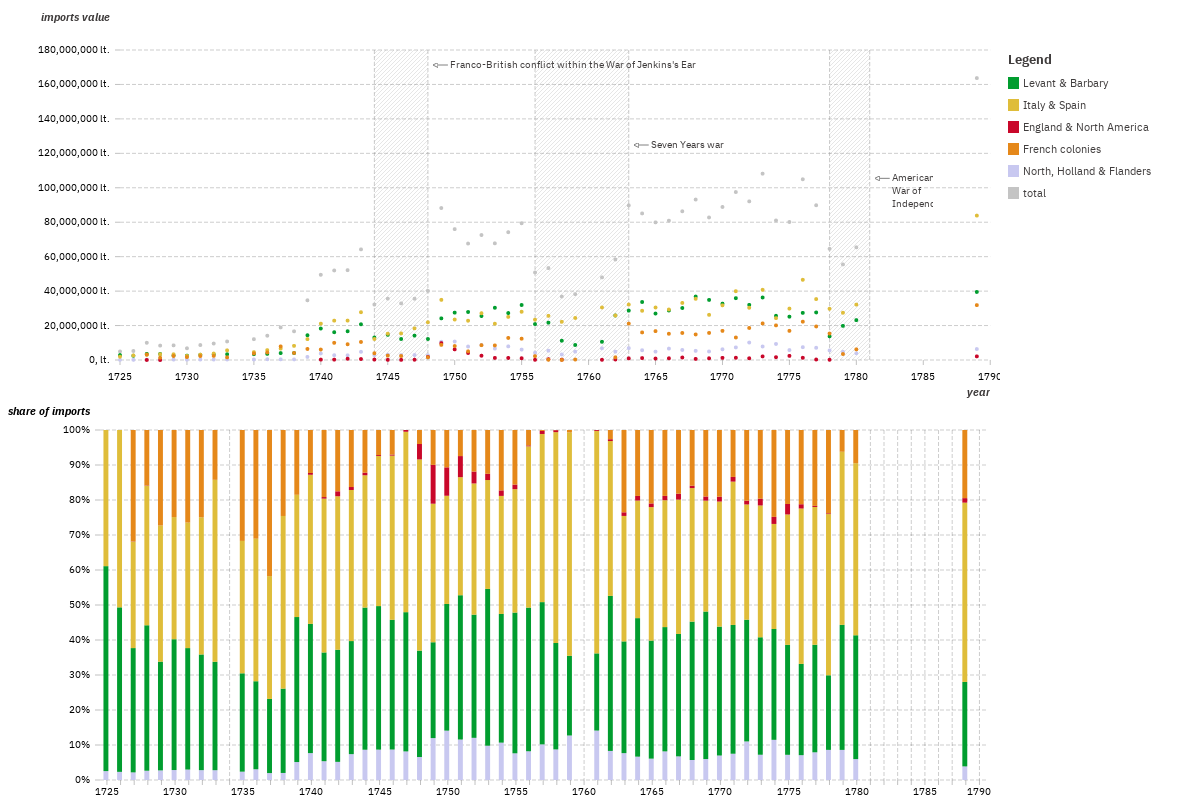 imports value
180,000,000 lt.
160,000,000 lt.
140,000,000 lt.
120,000,000 lt.
100,000,000 lt.
80,000,000 lt.
60,000,000 lt.
40,000,000 lt.
20,000,000 lt.
0, lt.
Franco-British conflict within the War of Jenkins's Ear
Seven Years war
American
War of
Independ
1725 1730 1735 1740 1745 1750 1755 1760 1765 1770 1775 1780 1785 1790
year
Legend
Levant & Barbary
Italy & Spain
England & North America
French colonies
North, Holland & Flanders
total
share of imports
100%
90%
80%
70%
60%
50%
40%
30%
20%
10%
0%
1725 1730 1735 1740 1745 1750 1755 1760 1765 1770 1775 1780 1785 1790